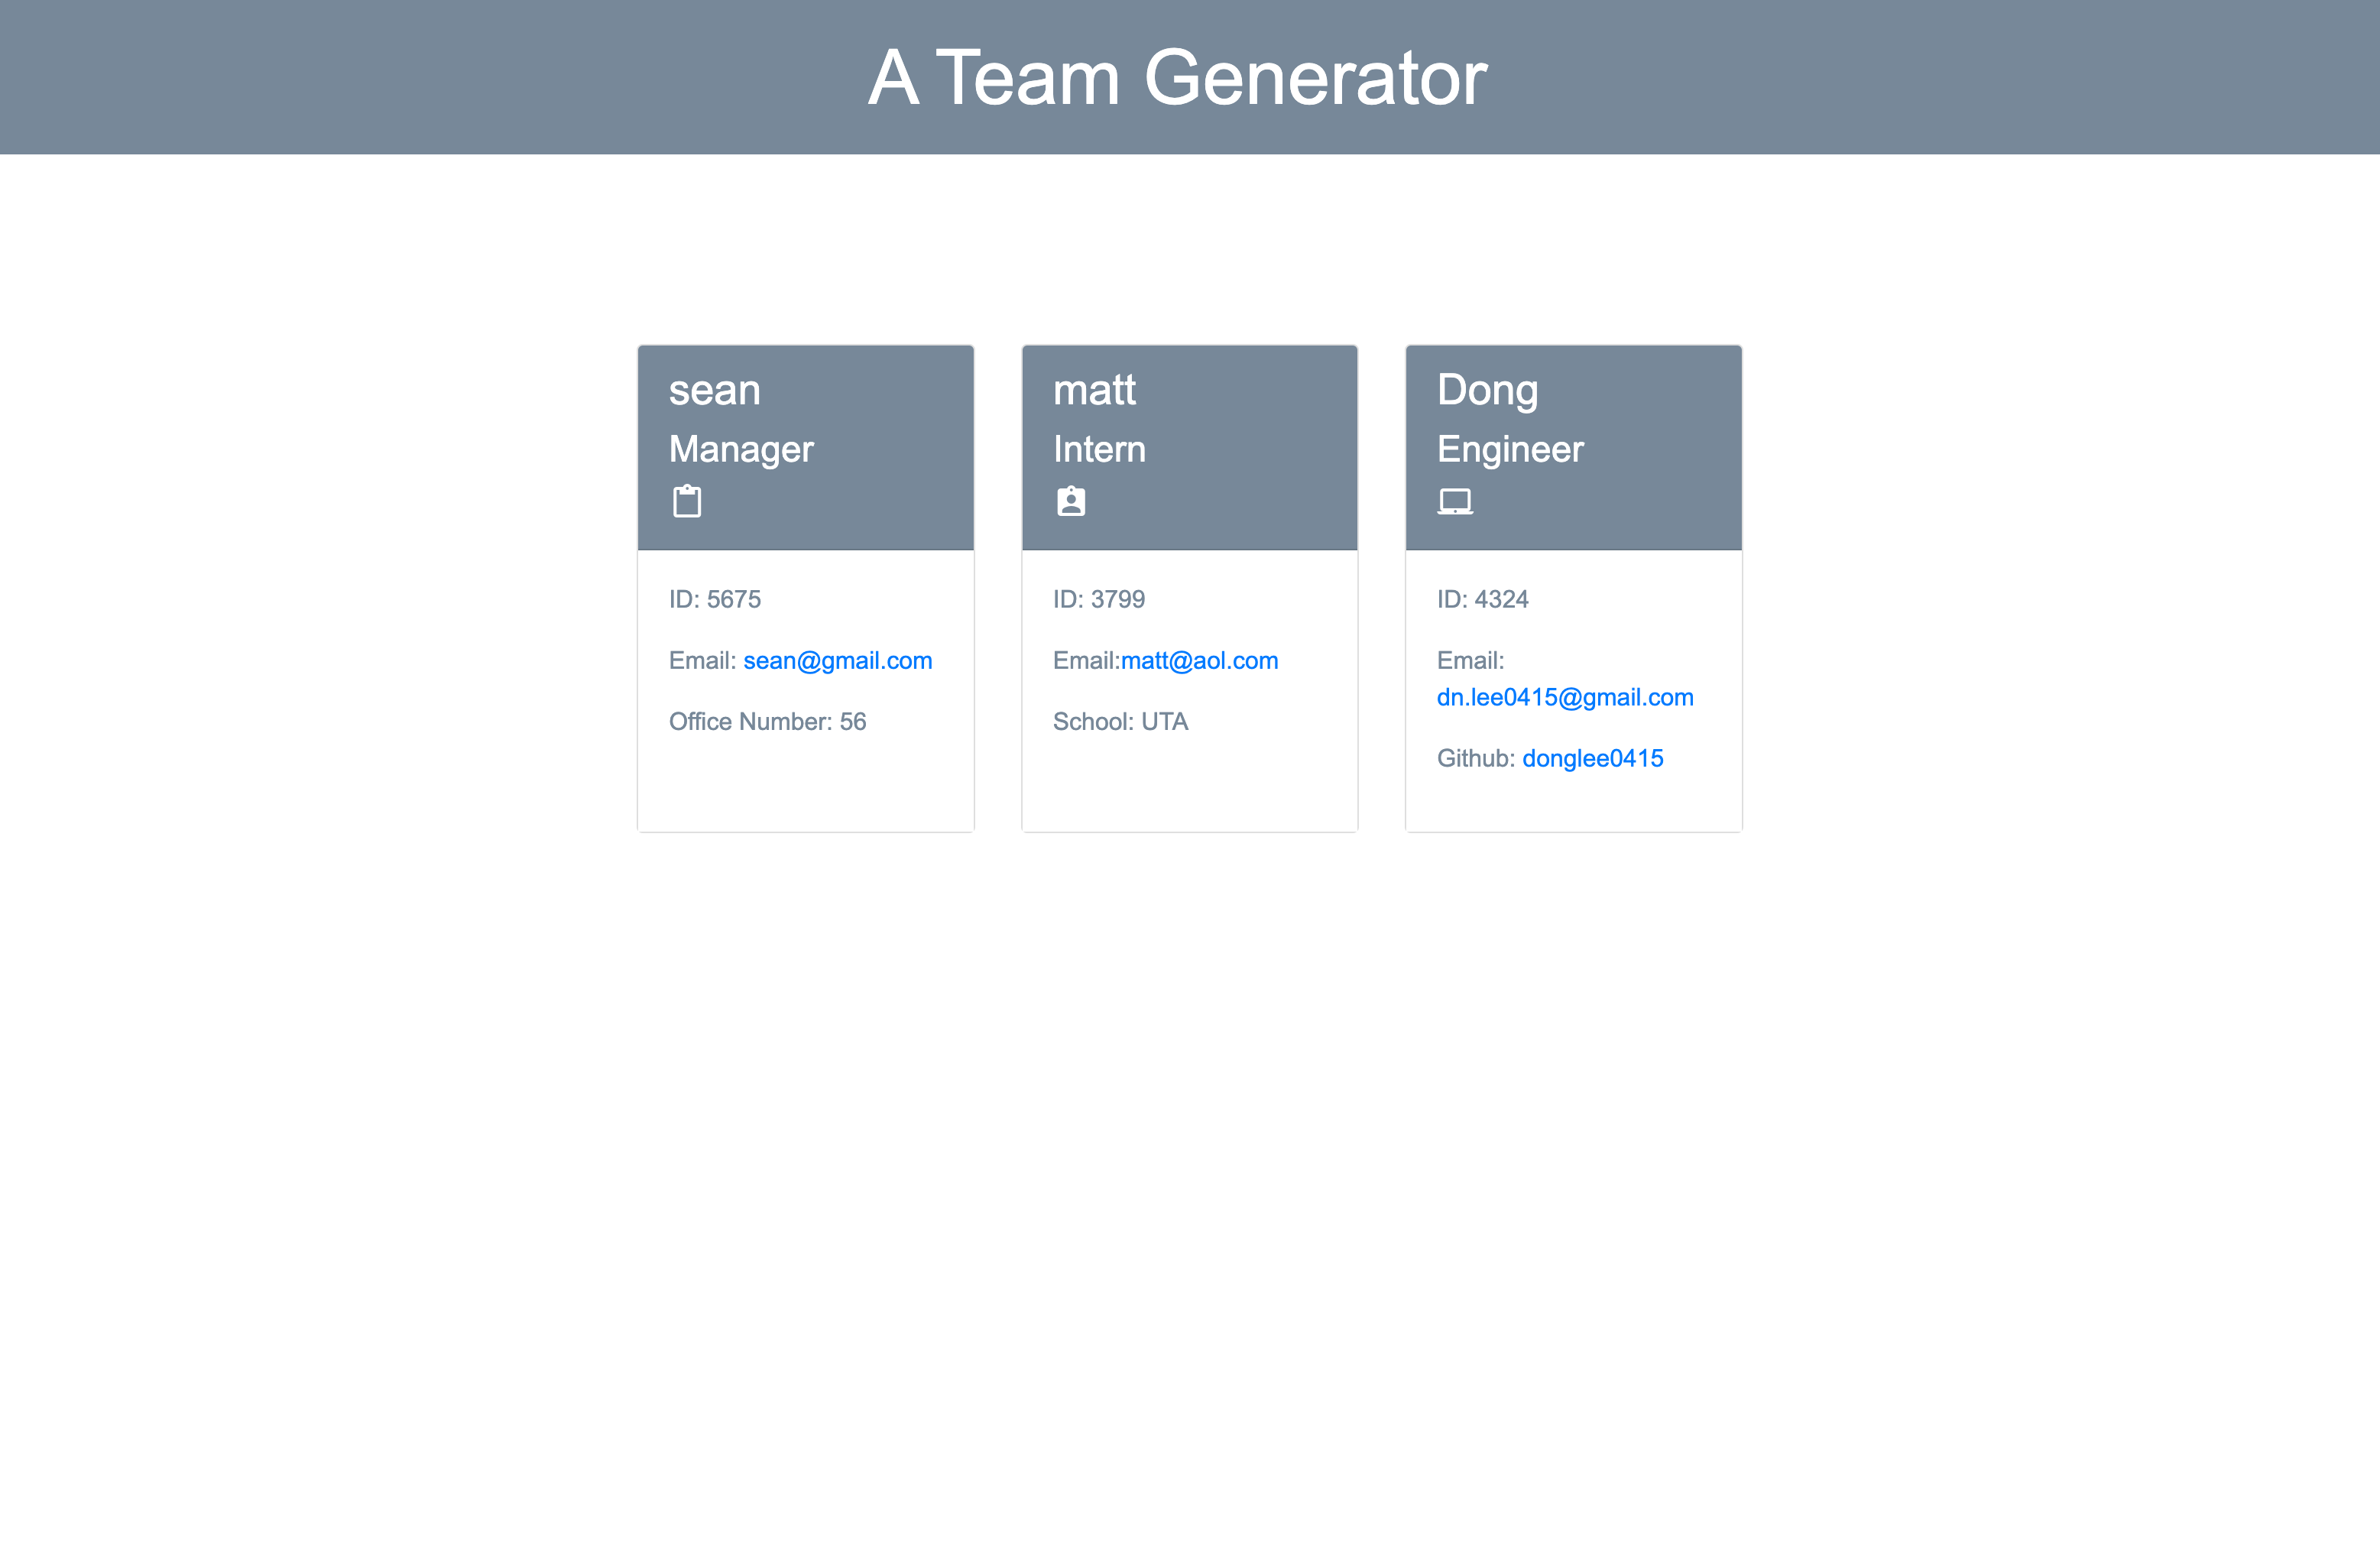 A Team Generator
sean
Manager
ID: 5675
Email: sean@gmail.com
Office Number: 56
matt
Intern
ID: 3799
Email:matt@aol.com
School: UTA
Dong
Engineer
ID: 4324
Email:
dn.lee0415@gmail.com
Github: donglee0415